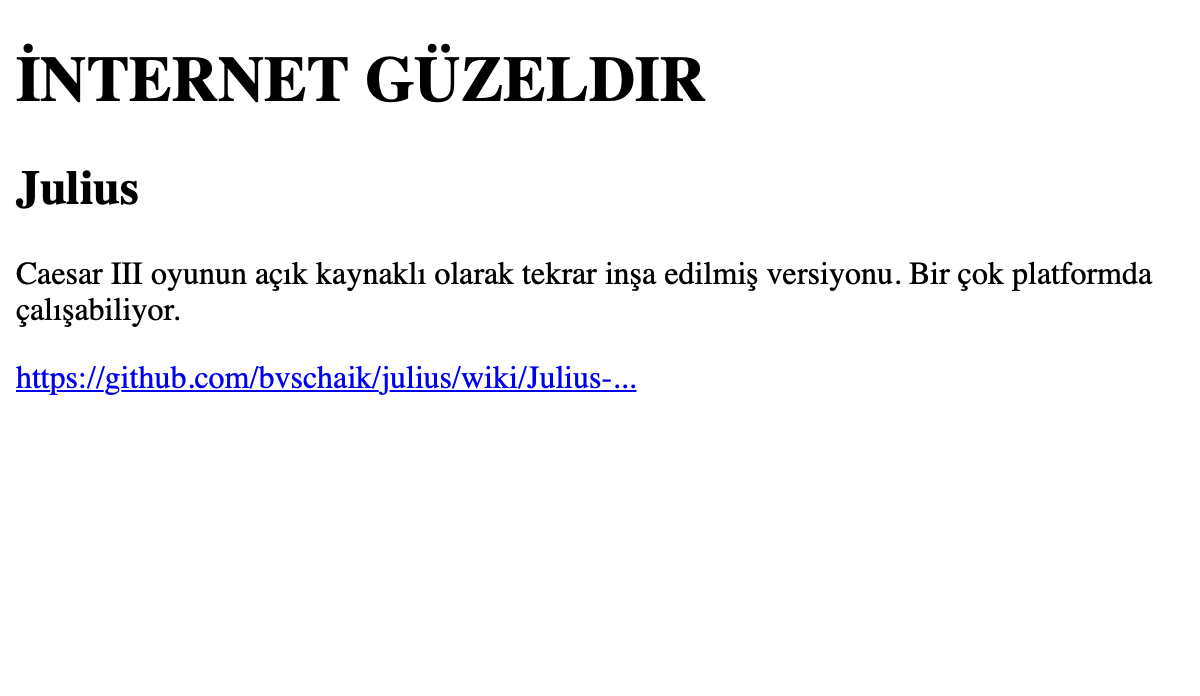 İNTERNET GÜZELDIR
Julius
Caesar III oyunun açık kaynaklı olarak tekrar inşa edilmiş versiyonu. Bir çok platformda
çalışabiliyor.
https://github.com/bvschaik/julius/wiki/Julius-...